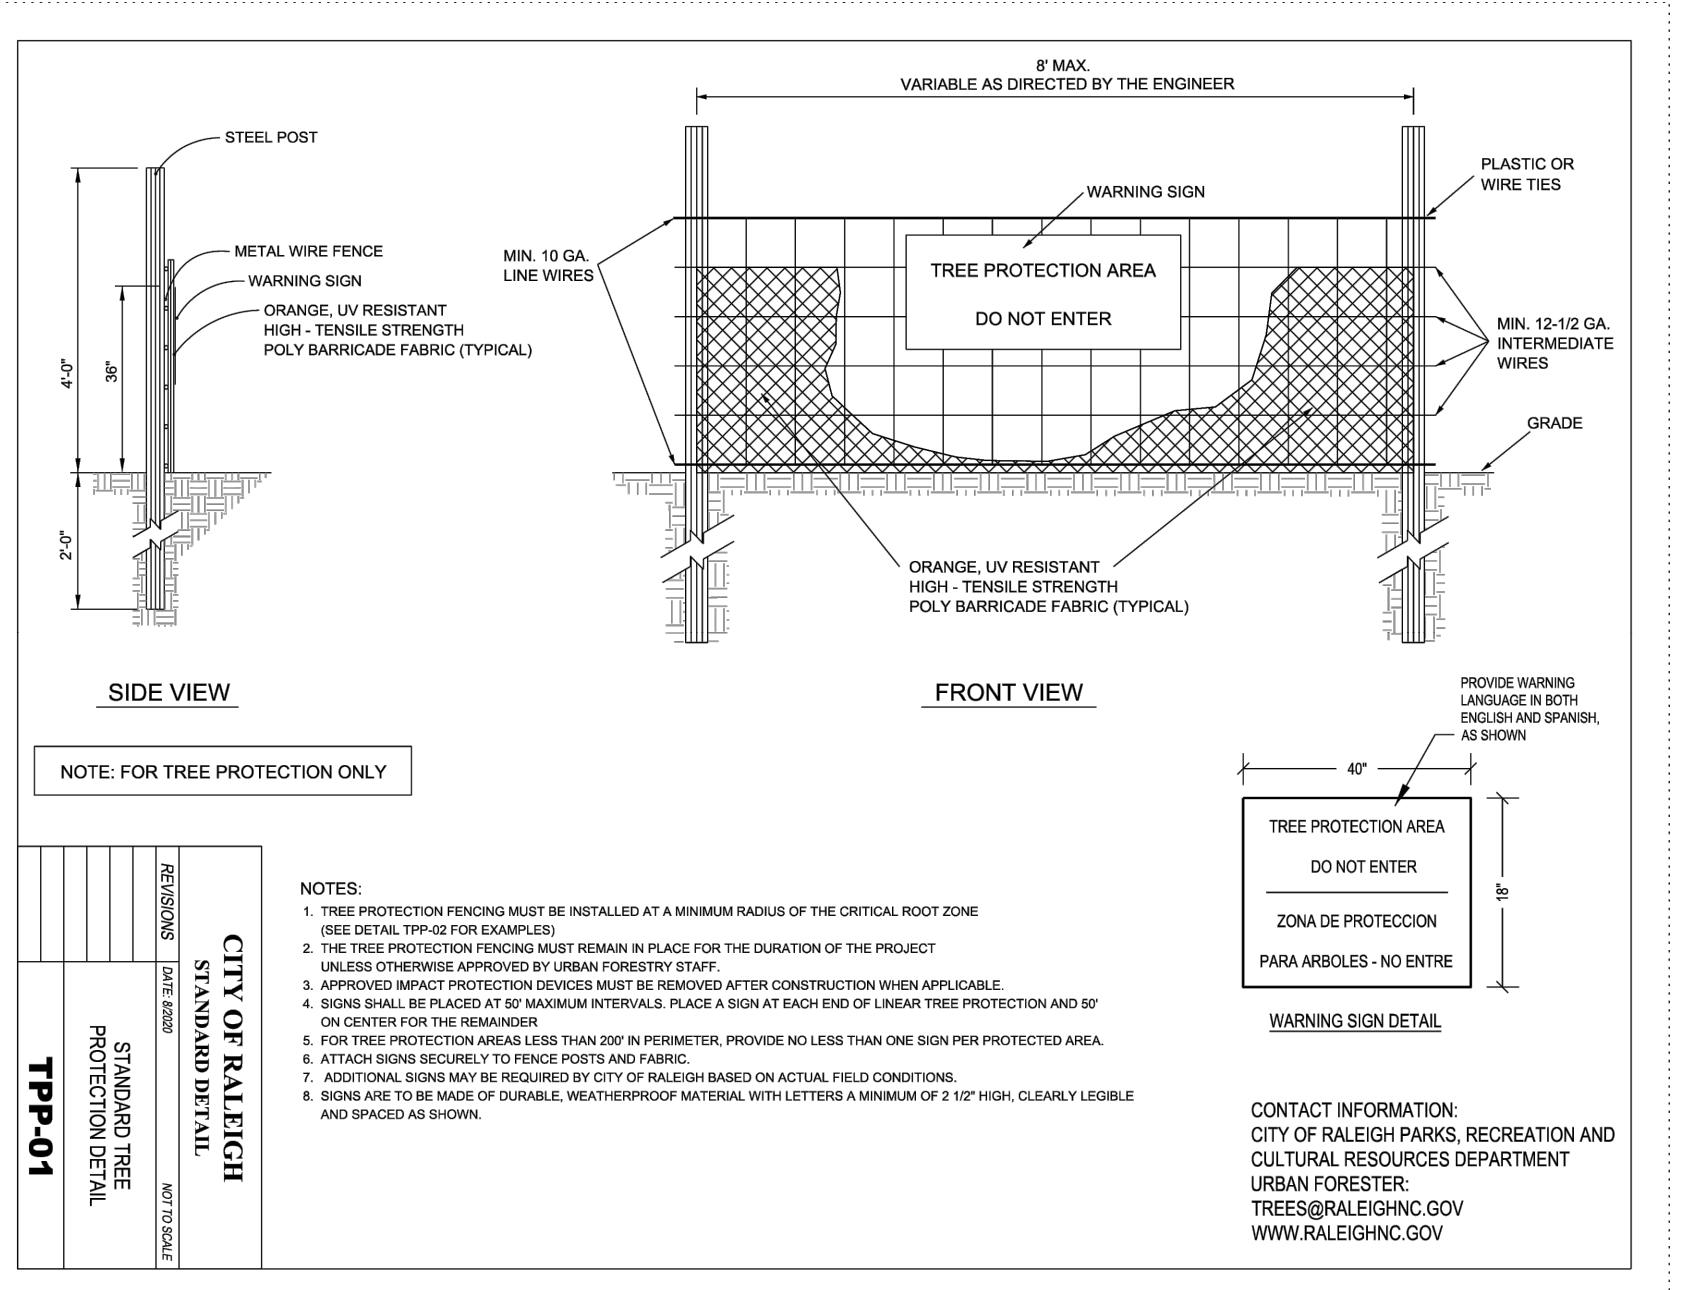 8' MAX.
VARIABLE AS DIRECTED BY THE ENGINEER
STEEL POST
METAL WIRE FENCE
WARNING SIGN
ORANGE, UV RESISTANT
HIGH - TENSILE STRENGTH
POLY BARRICADE FABRIC (TYPICAL)
4'-0"
36"
2'-0"
SIDE VIEW
MIN. 10 GA.
LINE WIRES
WARNING SIGN
TREE PROTECTION AREA
DO NOT ENTER
PLASTIC OR
WIRE TIES
MIN. 12-1/2 GA.
INTERMEDIATE
WIRES
GRADE
ORANGE, UV RESISTANT
HIGH - TENSILE STRENGTH
POLY BARRICADE FABRIC (TYPICAL)
FRONT VIEW
NOTE: FOR TREE PROTECTION ONLY
PROVIDE WARNING
LANGUAGE IN BOTH
ENGLISH AND SPANISH,
AS SHOWN
40"
18"
TREE PROTECTION AREA
DO NOT ENTER
ZONA DE PROTECCION
PARA ARBOLES - NO ENTRE
WARNING SIGN DETAIL
NOTES:
1. TREE PROTECTION FENCING MUST BE INSTALLED AT A MINIMUM RADIUS OF THE CRITICAL ROOT ZONE
(SEE DETAIL TPP-02 FOR EXAMPLES)
2. THE TREE PROTECTION FENCING MUST REMAIN IN PLACE FOR THE DURATION OF THE PROJECT
UNLESS OTHERWISE APPROVED BY URBAN FORESTRY STAFF.
3. APPROVED IMPACT PROTECTION DEVICES MUST BE REMOVED AFTER CONSTRUCTION WHEN APPLICABLE.
4. SIGNS SHALL BE PLACED AT 50' MAXIMUM INTERVALS. PLACE A SIGN AT EACH END OF LINEAR TREE PROTECTION AND 50'
ON CENTER FOR THE REMAINDER
5. FOR TREE PROTECTION AREAS LESS THAN 200' IN PERIMETER, PROVIDE NO LESS THAN ONE SIGN PER PROTECTED AREA.
6. ATTACH SIGNS SECURELY TO FENCE POSTS AND FABRIC.
7. ADDITIONAL SIGNS MAY BE REQUIRED BY CITY OF RALEIGH BASED ON ACTUAL FIELD CONDITIONS.
8. SIGNS ARE TO BE MADE OF DURABLE, WEATHERPROOF MATERIAL WITH LETTERS A MINIMUM OF 2 1/2" HIGH, CLEARLY LEGIBLE
AND SPACED AS SHOWN.
CITY OF RALEIGH
STANDARD DETAIL
REVISIONS
DATE: 8/2020
NOT TO SCALE
STANDARD TREE
PROTECTION DETAIL
TPP-01
CONTACT INFORMATION:
CITY OF RALEIGH PARKS, RECREATION AND
CULTURAL RESOURCES DEPARTMENT
URBAN FORESTER:
TREES@RALEIGHNC.GOV
WWW.RALEIGHNC.GOV